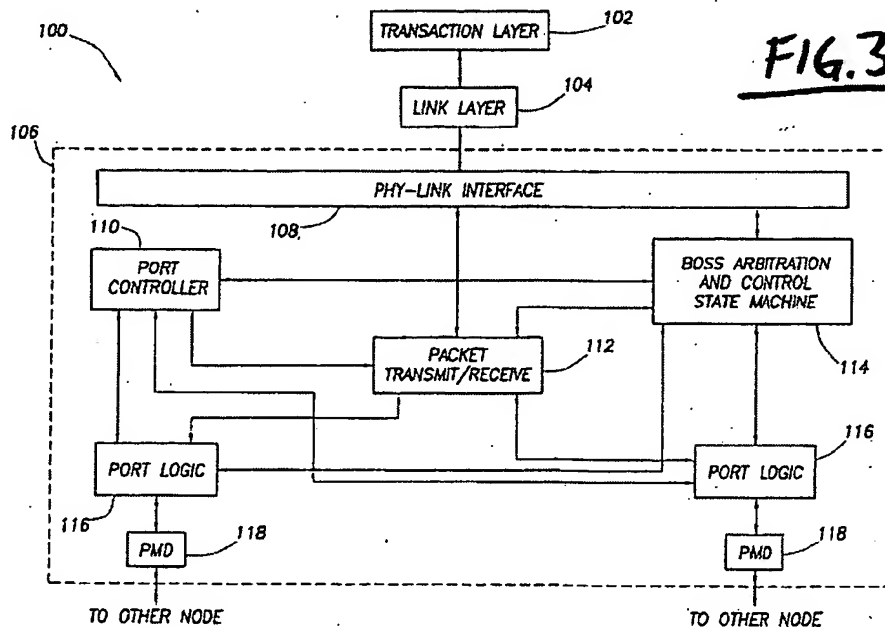 100
TRANSACTION LAYER
102
FIG. 3
LINK LAYER
104
106
PHY-LINK INTERFACE
108
110
PORT
CONTROLLER
BOSS ARBITRATION
AND CONTROL
STATE MACHINE
114
PACKET
TRANSMIT/RECEIVE
112
PORT LOGIC
116
PORT LOGIC
116
PMD
118
PMD
118
TO OTHER NODE
TO OTHER NODE